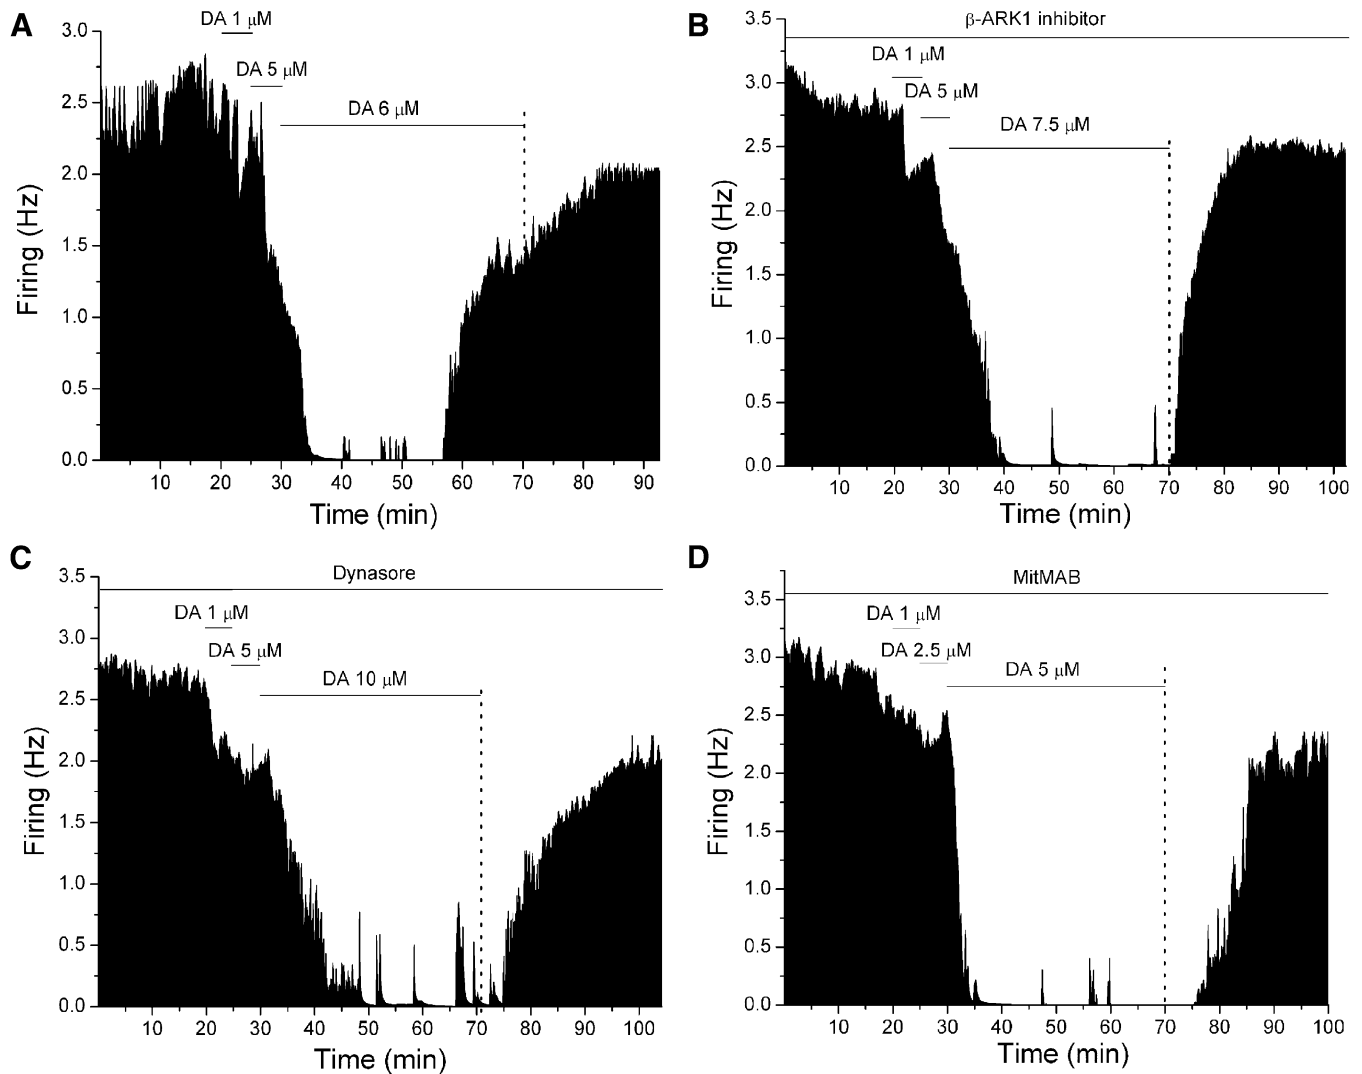 A
DA 1 μM
DA 5 μM
DA 6 μM
Firing (Hz)
3.0
2.5
2.0
1.5
1.0
0.5
0.0
10 20 30 40 50 60 70 80 90
Time (min)
B
β-ARK1 inhibitor
DA 1 μM
DA 5 μM
DA 7.5 μM
Firing (Hz)
3.5
3.0
2.5
2.0
1.5
1.0
0.5
0.0
10 20 30 40 50 60 70 80 90 100
Time (min)
C
Dynasore
DA 1 μM
DA 5 μM
DA 10 μM
Firing (Hz)
3.5
3.0
2.5
2.0
1.5
1.0
0.5
0.0
10 20 30 40 50 60 70 80 90 100
Time (min)
D
MitMAB
DA 1 μM
DA 2.5 μM
DA 5 μM
Firing (Hz)
3.5
3.0
2.5
2.0
1.5
1.0
0.5
0.0
10 20 30 40 50 60 70 80 90 100
Time (min)